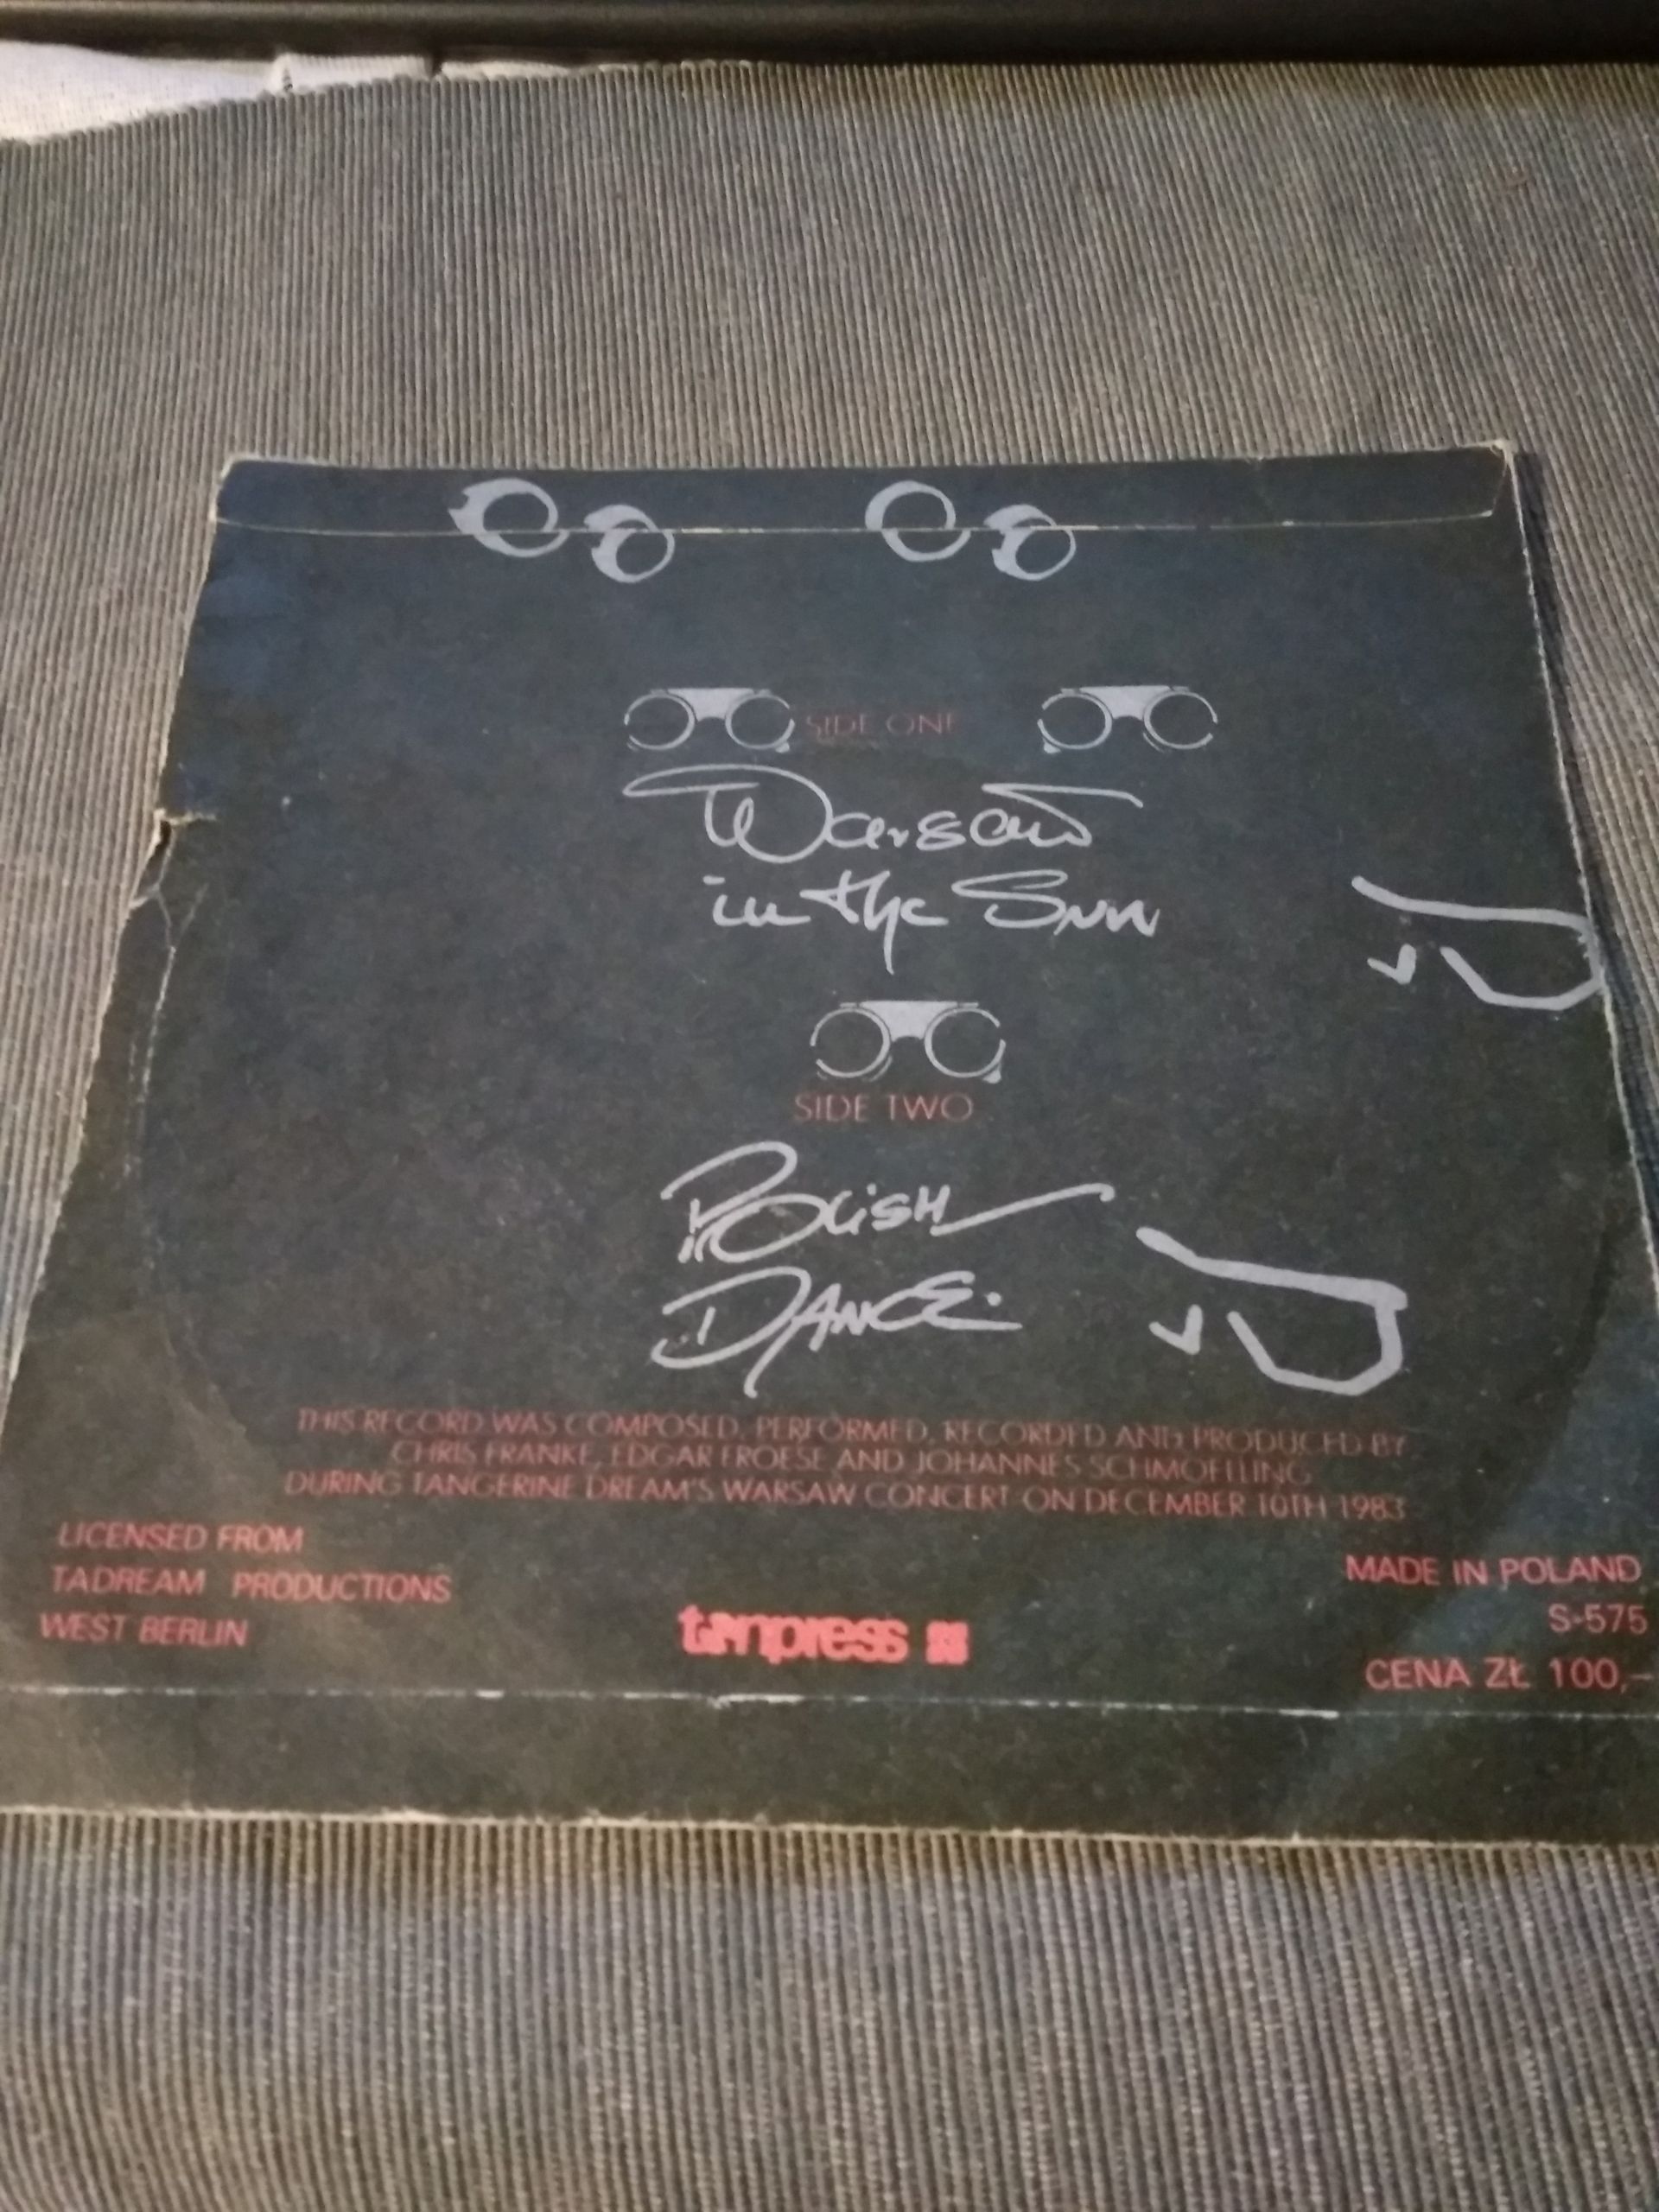 SIDE ONE
Warsaw
in the Sun
SIDE TWO
POLISH
DANCE.
THIS RECORD WAS COMPOSED, PERFORMED, RECORDED AND PRODUCED BY
CHRIS FRANKE, EDGAR FROESE AND JOHANNES SCHMOELLING
DURING TANGERINE DREAM'S WARSAW CONCERT ON DECEMBER 10TH 1983
LICENSED FROM
TADREAM PRODUCTIONS
WEST BERLIN
tonpress
MADE IN POLAND
S-575
CENA ZŁ 100,-